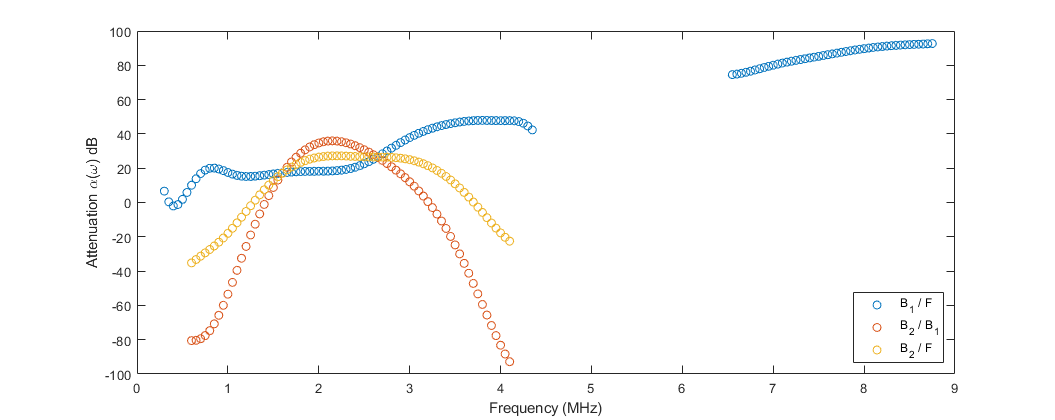 100
80
60
40
20
0
-20
-40
-60
-80
-100
Attenuation α(ω) dB
0 1 2 3 4 5 6 7 8 9
Frequency (MHz)
B₁ / F
B₂ / B₁
B₂ / F